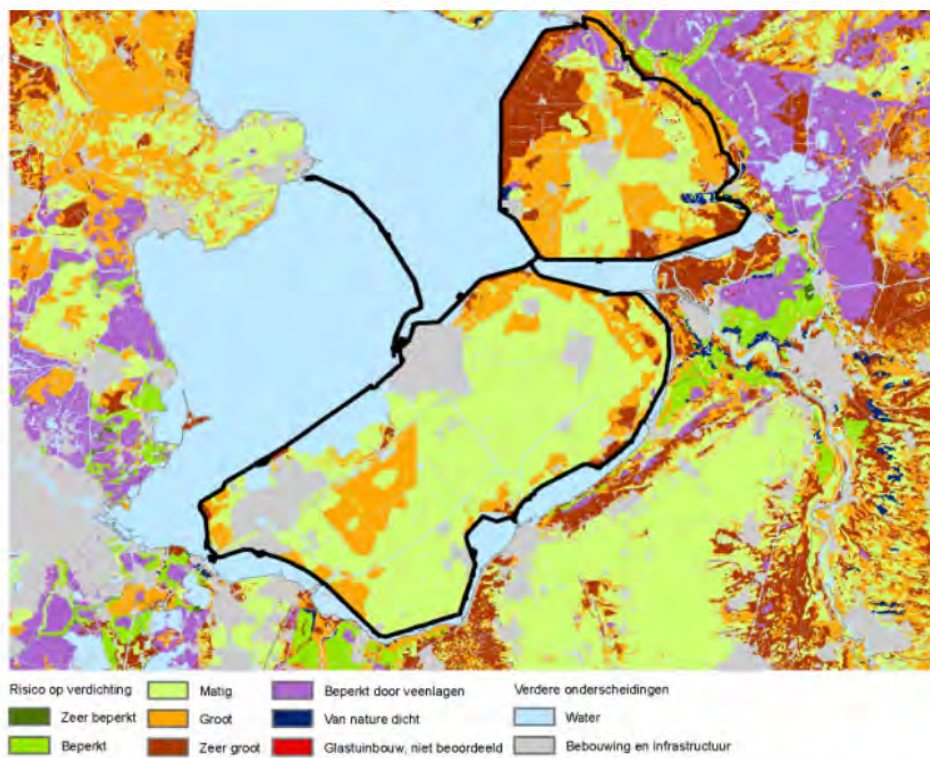 Risico op verdichting
Zeer beperkt
Beperkt
Matig
Groot
Zeer groot
Beperkt door veenlagen
Van nature dicht
Glastuinbouw, niet beoordeeld
Verdere onderscheidingen
Water
Bebouwing en infrastructuur